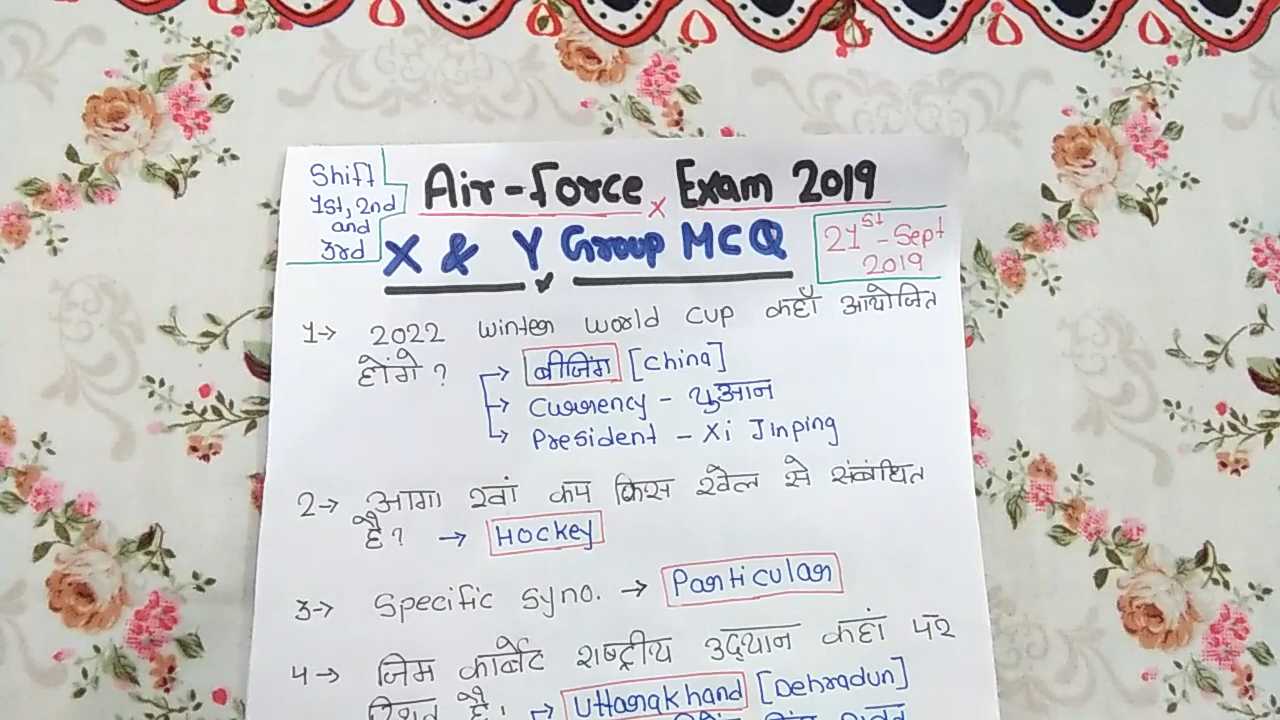 Shift
1st, 2nd
and
3rd
Air-force Exam 2019
X & Y Group MCQ
21st - Sept
2019
1→ 2022 winter world cup कहाँ आयोजित
होंगे ? → बीजिंग [China]
→ Currency - युआन
→ President - Xi Jinping
2→ आगा खां कप किस खेल से संबंधित
है ? → Hockey
3→ Specific syno. → Particular
4→ जिम कार्बेट राष्ट्रीय उद्यान कहां पर
स्थित है। → Uttarakhand [Dehradun]